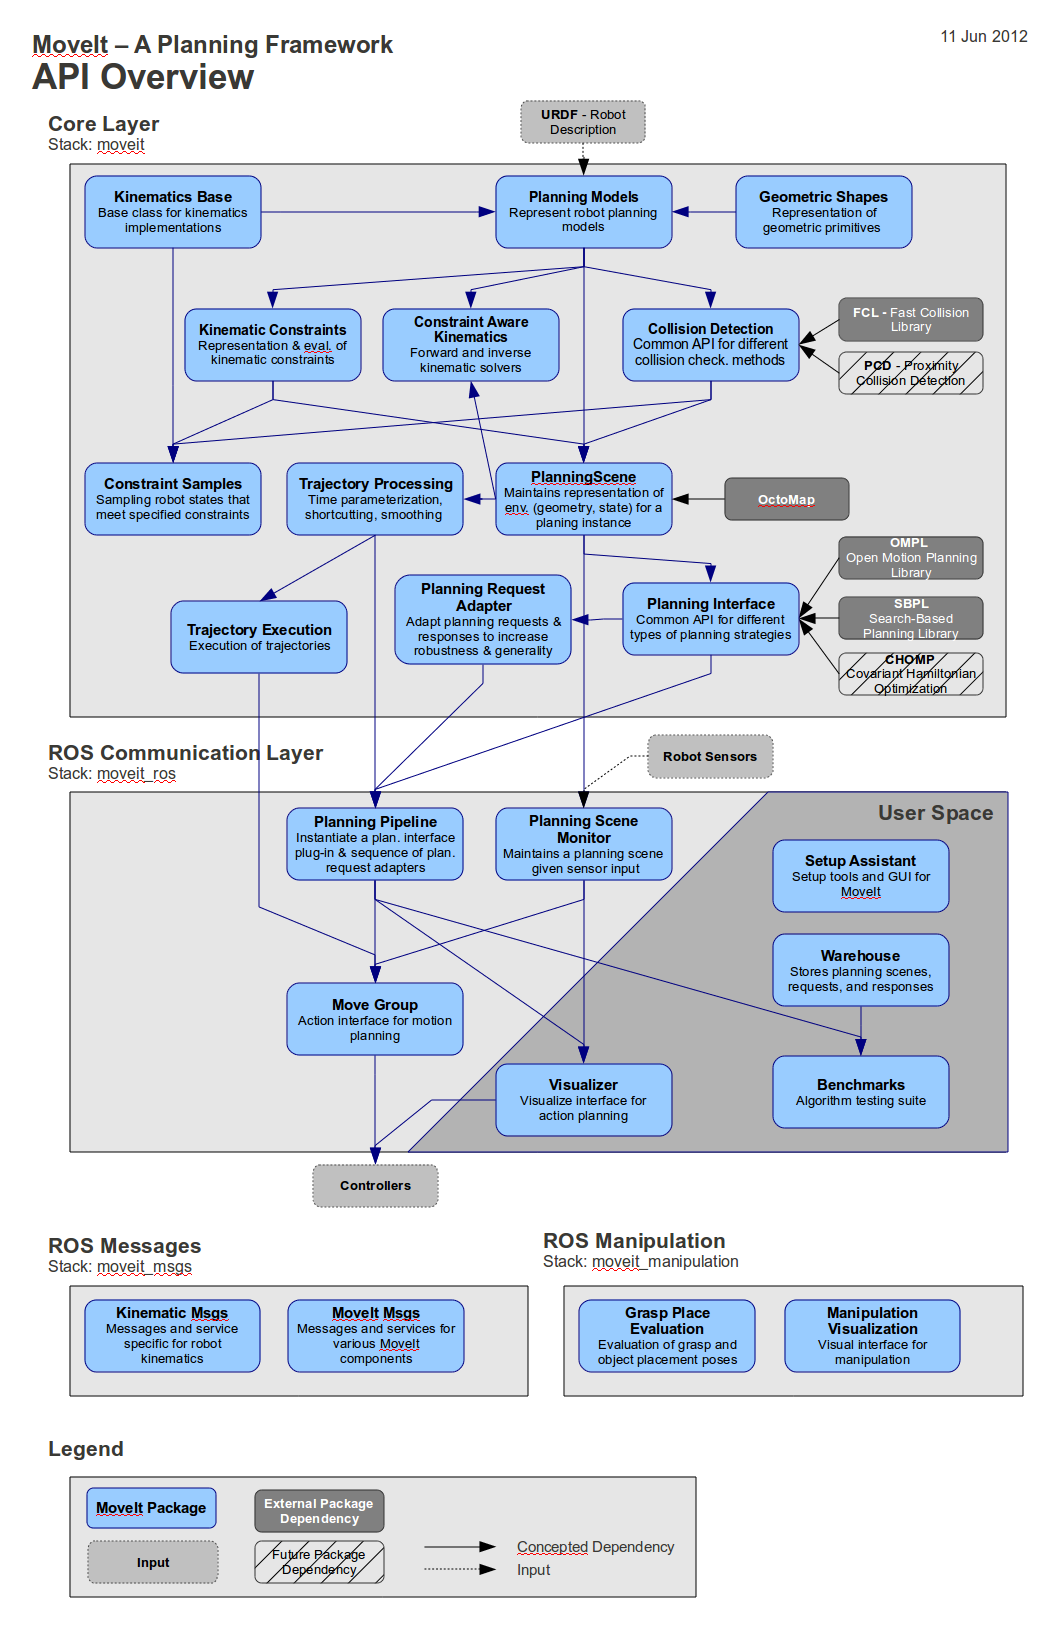 MoveIt – A Planning Framework
11 Jun 2012
API Overview
Core Layer
Stack: moveit
URDF - Robot
Description
Kinematics Base
Base class for kinematics
implementations
Planning Models
Represent robot planning
models
Geometric Shapes
Representation of
geometric primitives
Kinematic Constraints
Representation & eval. of
kinematic constraints
Constraint Aware
Kinematics
Forward and inverse
kinematic solvers
Collision Detection
Common API for different
collision check. methods
FCL - Fast Collision
Library
PCD - Proximity
Collision Detection
Constraint Samples
Sampling robot states that
meet specified constraints
Trajectory Processing
Time parameterization,
shortcutting, smoothing
PlanningScene
Maintains representation of
env. (geometry, state) for a
planing instance
OctoMap
OMPL
Open Motion Planning
Library
SBPL
Search-Based
Planning Library
CHOMP
Covariant Hamiltonian
Optimization
Trajectory Execution
Execution of trajectories
Planning Request
Adapter
Adapt planning requests &
responses to increase
robustness & generality
Planning Interface
Common API for different
types of planning strategies
ROS Communication Layer
Stack: moveit_ros
Robot Sensors
User Space
Planning Pipeline
Instantiate a plan. interface
plug-in & sequence of plan.
request adapters
Planning Scene
Monitor
Maintains a planning scene
given sensor input
Setup Assistant
Setup tools and GUI for
MoveIt
Warehouse
Stores planning scenes,
requests, and responses
Move Group
Action interface for motion
planning
Visualizer
Visualize interface for
action planning
Benchmarks
Algorithm testing suite
Controllers
ROS Messages
Stack: moveit_msgs
Kinematic Msgs
Messages and service
specific for robot
kinematics
MoveIt Msgs
Messages and services for
various MoveIt
components
ROS Manipulation
Stack: moveit_manipulation
Grasp Place
Evaluation
Evaluation of grasp and
object placement poses
Manipulation
Visualization
Visual interface for
manipulation
Legend
MoveIt Package
External Package
Dependency
Input
Future Package
Dependency
Concepted Dependency
Input